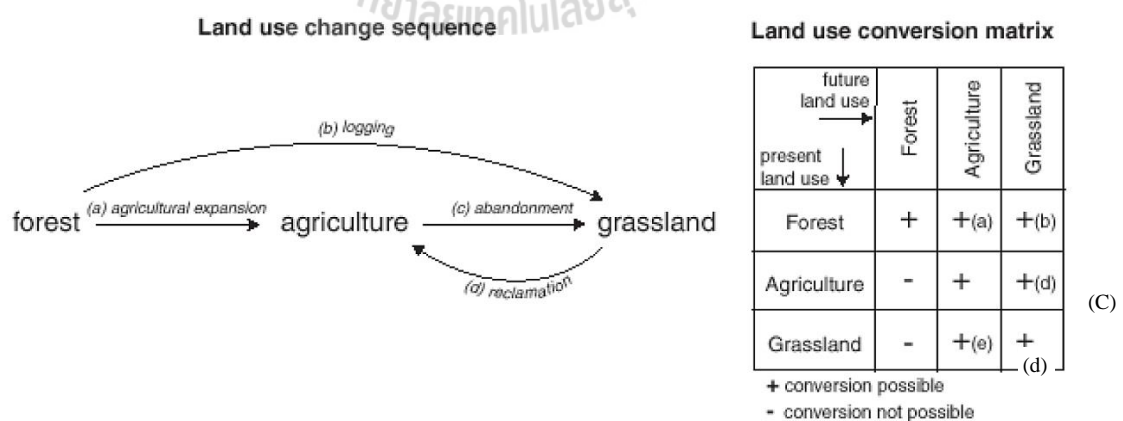 Land use change sequence
(b) logging
forest
(a) agricultural expansion
agriculture
(c) abandonment
grassland
(d) reclamation
Land use conversion matrix
future
land use
present
land use
Forest
Agriculture
Grassland
Forest + +(a) +(b)
Agriculture - + +(d)
(C)
Grassland - +(e) +
(d)
+ conversion possible
- conversion not possible